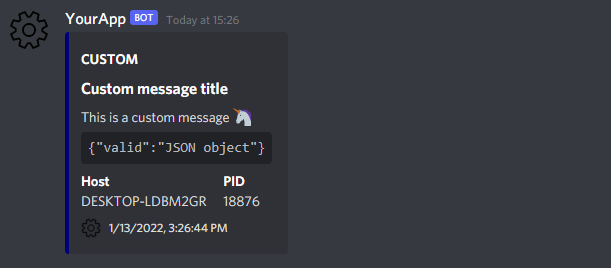 YourApp BOT Today at 15:26
CUSTOM
Custom message title
This is a custom message 🦄
{"valid":"JSON object"}
Host PID
DESKTOP-LDBM2GR 18876
1/13/2022, 3:26:44 PM